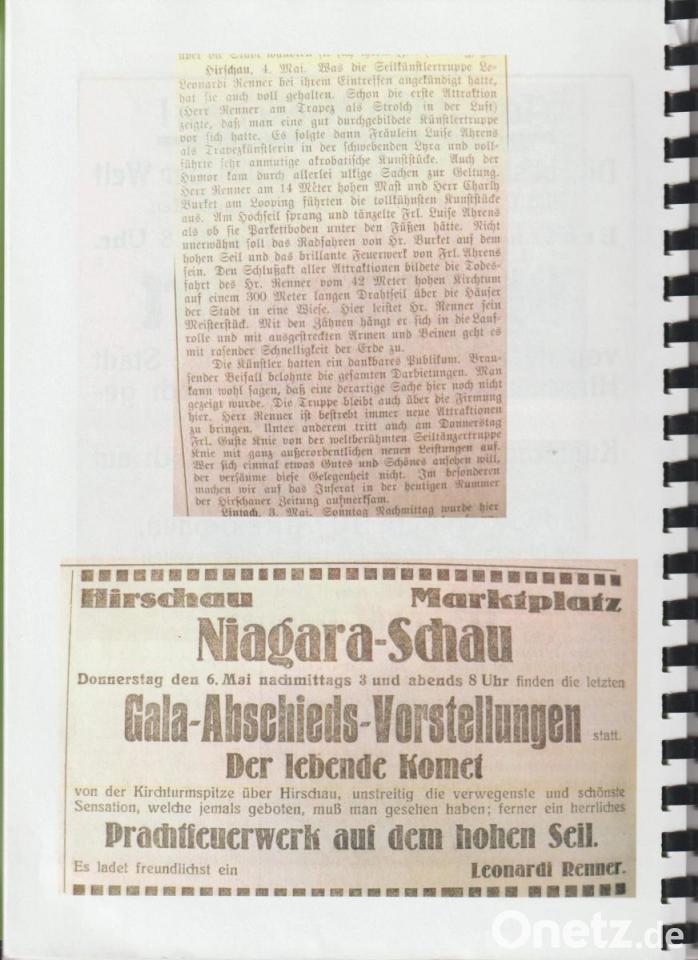 über die Stadt
Hirschau, 4. Mai. Was die Seilkünstlertruppe Le-
Leonardi Renner bei ihrem Eintreffen angekündigt hatte,
hat sie auch voll gehalten. Schon die erste Attraktion
(Herr Renner am Trapez als Strolch in der Luft)
zeigte, daß man eine gut durchgebildete Künstlertruppe
vor sich hatte. Es folgte dann Fräulein Luise Ahrens
als Trapezkünstlerin in der schwebenden Lyra und voll-
führte sehr anmutige akrobatische Kunststücke. Auch der
Humor kam durch allerlei ulkige Sachen zur Geltung.
Herr Renner am 14 Meter hohen Mast und Herr Charly
Burket am Looping führten die tollkühnsten Kunststücke
aus. Am Hochseil sprang und tänzelte Frl. Luise Ahrens
als ob sie Parkettboden unter den Füßen hätte. Nicht
unerwähnt soll das Radfahren von Hr. Burket auf dem
hohen Seil und das brillante Feuerwerk von Frl. Ahrens
sein. Den Schlußakt aller Attraktionen bildete die Todes-
fahrt des Hr. Renner vom 42 Meter hohen Kirchturm
auf einem 300 Meter langen Drahtseil über die Häuser
der Stadt in eine Wiese. Hier leistet Hr. Renner sein
Meisterstück. Mit den Zähnen hängt er sich in die Lauf-
rolle und mit ausgestreckten Armen und Beinen geht es
mit rasender Schnelligkeit der Erde zu.
Die Künstler hatten ein dankbares Publikum. Brau-
sender Beifall belohnte die gesamten Darbietungen. Man
kann wohl sagen, daß eine derartige Sache hier noch nicht
gezeigt wurde. Die Truppe bleibt auch über die Firmung
hier. Herr Renner ist bestrebt immer neue Attraktionen
zu bringen. Unter anderem tritt auch am Donnerstag
Frl. Guste Knie von der weltberühmten Seiltänzertruppe
Knie mit ganz außerordentlichen neuen Leistungen auf.
Wer sich einmal etwas Gutes und Schönes ansehen will,
der versäume diese Gelegenheit nicht. Im besonderen
machen wir auf das Inserat in der heutigen Nummer
der Hirschauer Zeitung aufmerksam.
Lintach, 3. Mai. Sonntag Nachmittag wurde hier
Hirschau Marktplatz
Niagara-Schau
Donnerstag den 6. Mai nachmittags 3 und abends 8 Uhr finden die letzten
Gala-Abschieds-Vorstellungen statt.
Der lebende Komet
von der Kirchturmspitze über Hirschau, unstreitig die verwegenste und schönste
Sensation, welche jemals geboten, muß man gesehen haben; ferner ein herrliches
Prachtfeuerwerk auf dem hohen Seil.
Es ladet freundlichst ein Leonardi Renner.
Onetz.de